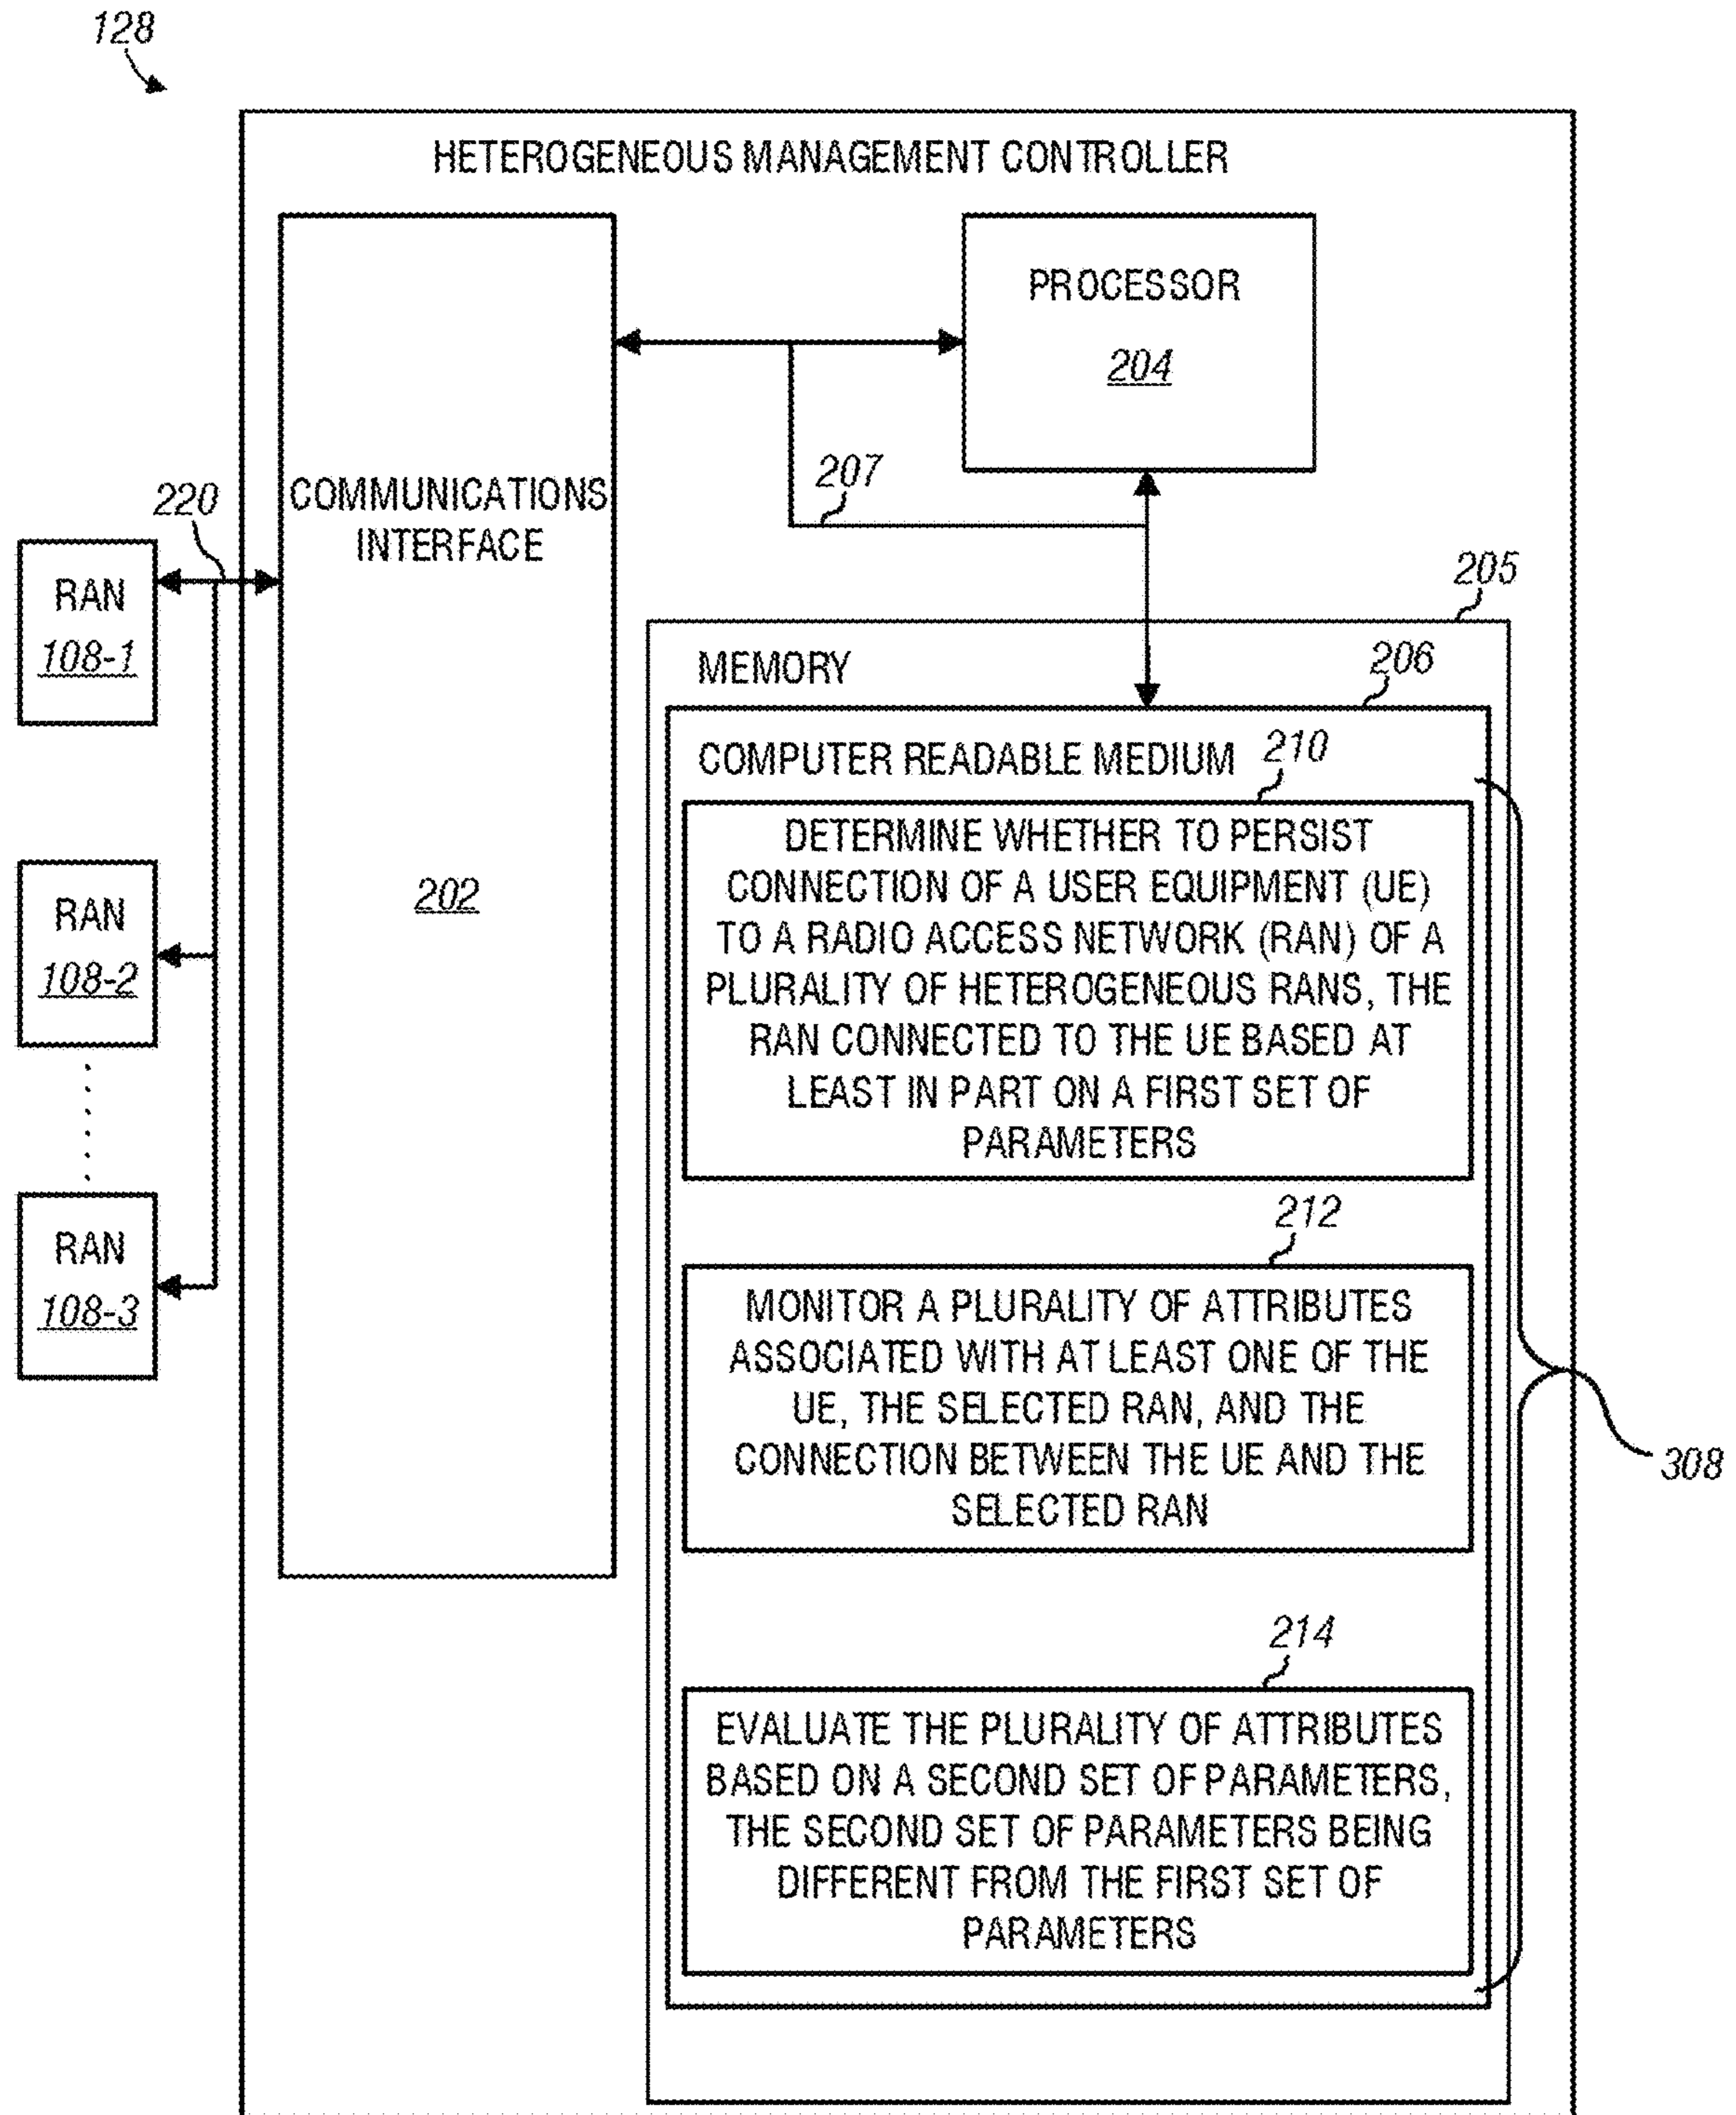 128
HETEROGENEOUS MANAGEMENT CONTROLLER
PROCESSOR
204
207
COMMUNICATIONS
INTERFACE
202
220
RAN
108-1
RAN
108-2
RAN
108-3
205
MEMORY
206
COMPUTER READABLE MEDIUM
210
DETERMINE WHETHER TO PERSIST
CONNECTION OF A USER EQUIPMENT (UE)
TO A RADIO ACCESS NETWORK (RAN) OF A
PLURALITY OF HETEROGENEOUS RANS, THE
RAN CONNECTED TO THE UE BASED AT
LEAST IN PART ON A FIRST SET OF
PARAMETERS
212
MONITOR A PLURALITY OF ATTRIBUTES
ASSOCIATED WITH AT LEAST ONE OF THE
UE, THE SELECTED RAN, AND THE
CONNECTION BETWEEN THE UE AND THE
SELECTED RAN
308
214
EVALUATE THE PLURALITY OF ATTRIBUTES
BASED ON A SECOND SET OF PARAMETERS,
THE SECOND SET OF PARAMETERS BEING
DIFFERENT FROM THE FIRST SET OF
PARAMETERS